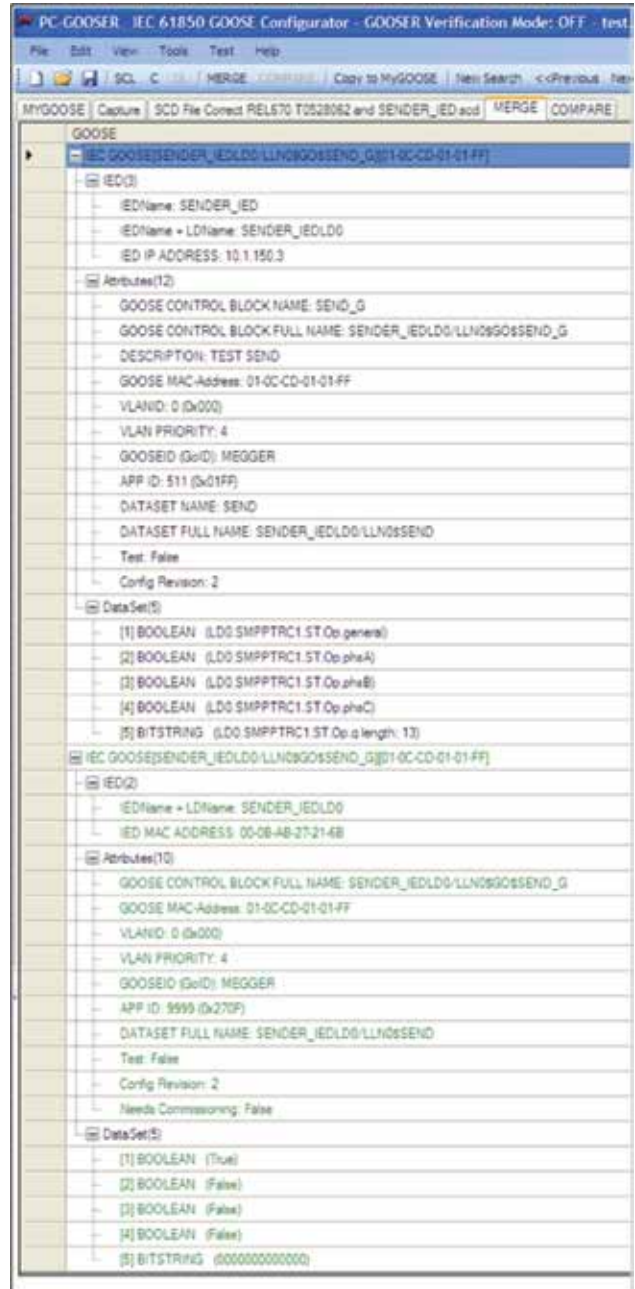 PC-GOOSER IEC 61850 GOOSE Configurator - GOOSER Verification Mode: OFF - test.
File Edit View Tools Test Help
SCL C MERGE Copy to MyGOOSE New Search <<Previous
MYGOOSE Capture SCD File Correct REL670 T0528062 and SENDER_IED.scd MERGE COMPARE
GOOSE
IEC GOOSE[SENDER_IEDLD0/LLN0$GO$SEND_G][01-0C-CD-01-01-FF]
IED(3)
IEDName: SENDER_IED
IEDName + LDName: SENDER_IEDLD0
IED IP ADDRESS: 10.1.150.3
Attributes(12)
GOOSE CONTROL BLOCK NAME: SEND_G
GOOSE CONTROL BLOCK FULL NAME: SENDER_IEDLD0/LLN0$GO$SEND_G
DESCRIPTION: TEST SEND
GOOSE MAC-Address: 01-0C-CD-01-01-FF
VLANID: 0 (0x000)
VLAN PRIORITY: 4
GOOSEID (GoID): MEGGER
APP ID: 511 (0x01FF)
DATASET NAME: SEND
DATASET FULL NAME: SENDER_IEDLD0/LLN0$SEND
Test: False
Config Revision: 2
DataSet(5)
[1] BOOLEAN (LD0.SMPPTRC1.ST.Op.general)
[2] BOOLEAN (LD0.SMPPTRC1.ST.Op.phsA)
[3] BOOLEAN (LD0.SMPPTRC1.ST.Op.phsB)
[4] BOOLEAN (LD0.SMPPTRC1.ST.Op.phsC)
[5] BITSTRING (LD0.SMPPTRC1.ST.Op.q length: 13)
IEC GOOSE[SENDER_IEDLD0/LLN0$GO$SEND_G][01-0C-CD-01-01-FF]
IED(2)
IEDName + LDName: SENDER_IEDLD0
IED MAC ADDRESS: 00-0B-AB-27-21-6B
Attributes(10)
GOOSE CONTROL BLOCK FULL NAME: SENDER_IEDLD0/LLN0$GO$SEND_G
GOOSE MAC-Address: 01-0C-CD-01-01-FF
VLANID: 0 (0x000)
VLAN PRIORITY: 4
GOOSEID (GoID): MEGGER
APP ID: 9999 (0x270F)
DATASET FULL NAME: SENDER_IEDLD0/LLN0$SEND
Test: False
Config Revision: 2
Needs Commissioning: False
DataSet(5)
[1] BOOLEAN (True)
[2] BOOLEAN (False)
[3] BOOLEAN (False)
[4] BOOLEAN (False)
[5] BITSTRING (0000000000000)